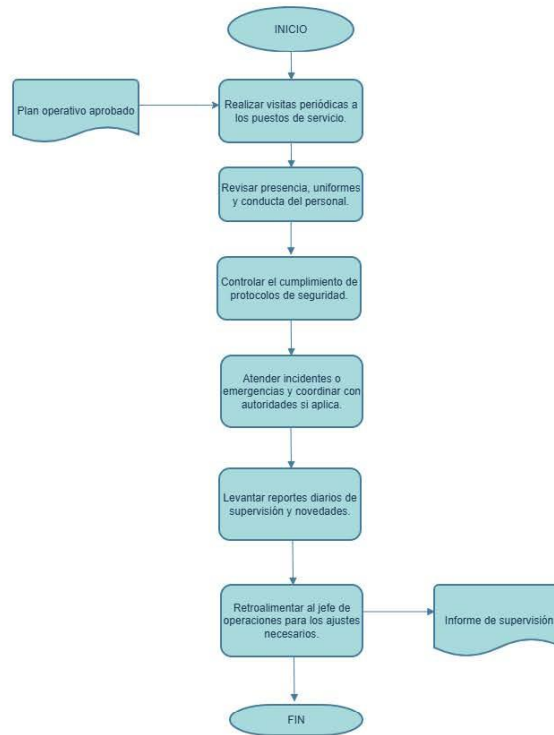 INICIO
Plan operativo aprobado
Realizar visitas periódicas a
los puestos de servicio.
Revisar presencia, uniformes
y conducta del personal.
Controlar el cumplimiento de
protocolos de seguridad.
Atender incidentes o
emergencias y coordinar con
autoridades si aplica.
Levantar reportes diarios de
supervisión y novedades.
Retroalimentar al jefe de
operaciones para los ajustes
necesarios.
Informe de supervisión
FIN